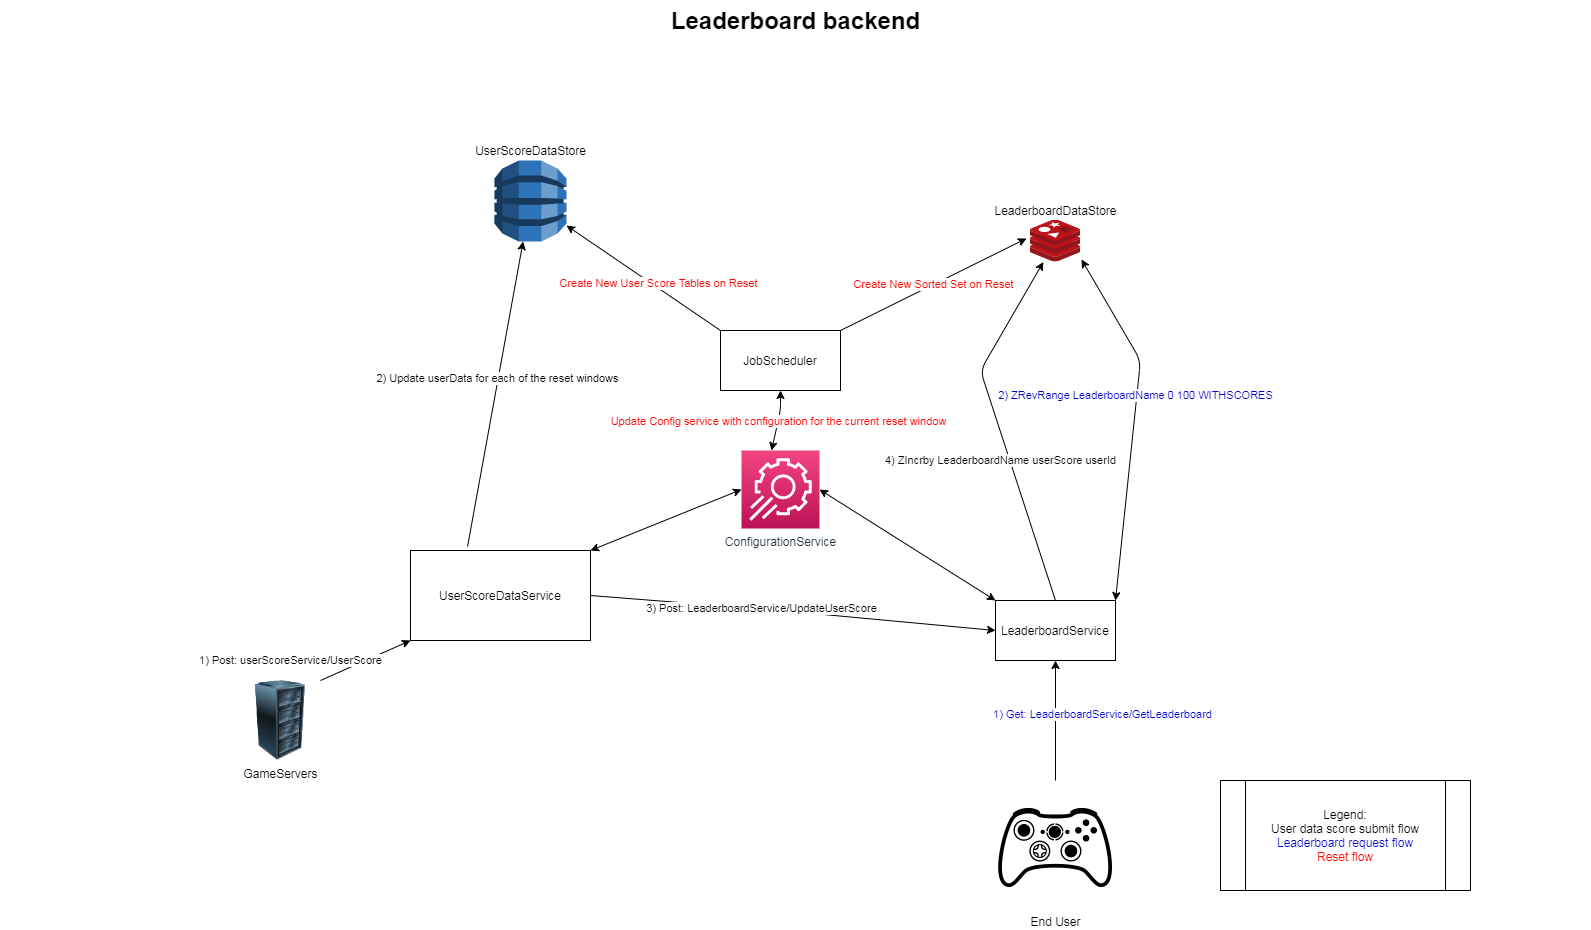 Leaderboard backend
UserScoreDataStore
LeaderboardDataStore
Create New User Score Tables on Reset
Create New Sorted Set on Reset
JobScheduler
2) Update userData for each of the reset windows
2) ZRevRange LeaderboardName 0 100 WITHSCORES
Update Config service with configuration for the current reset window
4) ZIncrby LeaderboardName userScore userId
ConfigurationService
UserScoreDataService
3) Post: LeaderboardService/UpdateUserScore
LeaderboardService
1) Post: userScoreService/UserScore
1) Get: LeaderboardService/GetLeaderboard
GameServers
Legend:
User data score submit flow
Leaderboard request flow
Reset flow
End User